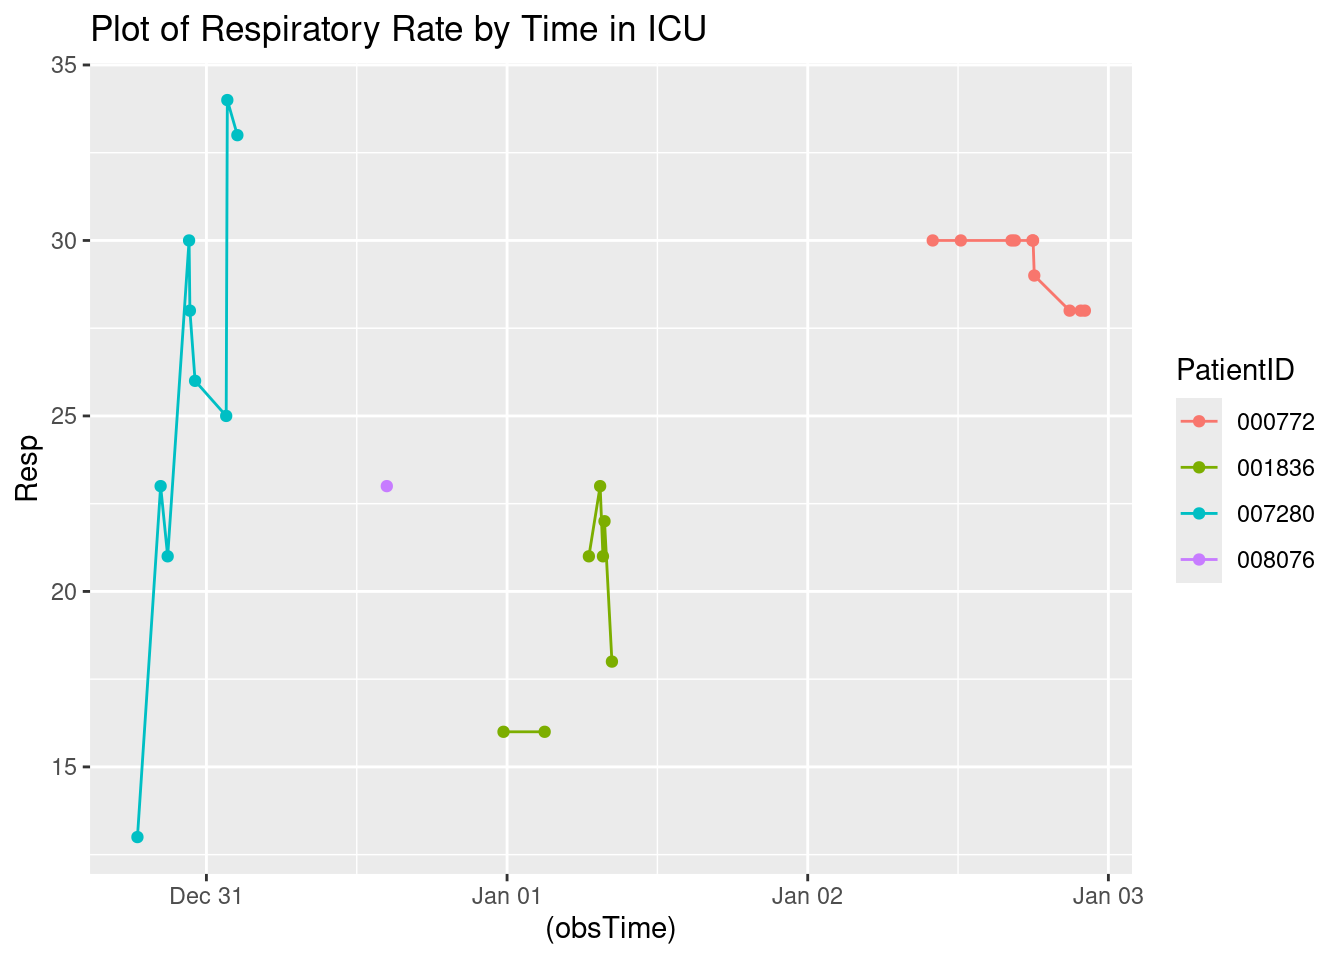 Plot of Respiratory Rate by Time in ICU
35
30
25
20
15
Resp
Dec 31
Jan 01
Jan 02
Jan 03
(obsTime)
PatientID
000772
001836
007280
008076